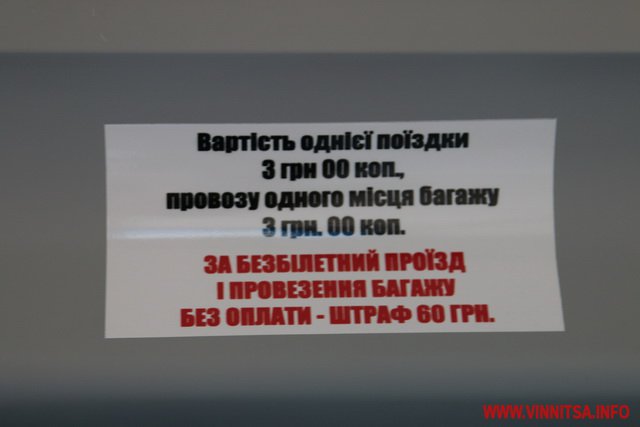 Вартість однієї поїздки
3 грн 00 коп.,
провозу одного місця багажу
3 грн. 00 коп.
ЗА БЕЗБІЛЕТНИЙ ПРОЇЗД
І ПРОВЕЗЕННЯ БАГАЖУ
БЕЗ ОПЛАТИ - ШТРАФ 60 ГРН.
WWW.VINNITSA.INFO